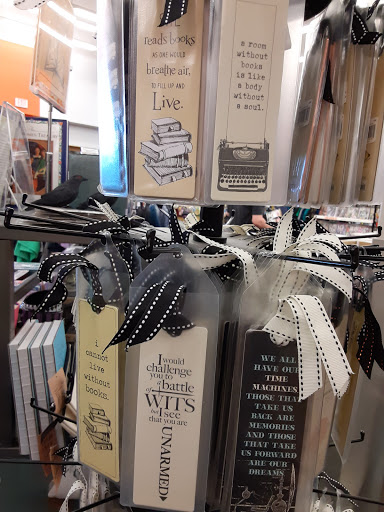 reads books
AS ONE WOULD
breathe air,
TO FILL UP AND
Live.
a room
without
books
is like
a body
without
a soul.
i
cannot
live
without
books.
I would
challenge
you to
a battle
of
WITS
but I see
that you
are
UNARMED
WE ALL
HAVE OUR
TIME
MACHINES
THOSE THAT
TAKE US
BACK ARE
MEMORIES
AND THOSE
THAT TAKE
US FORWARD
ARE OUR
DREAMS